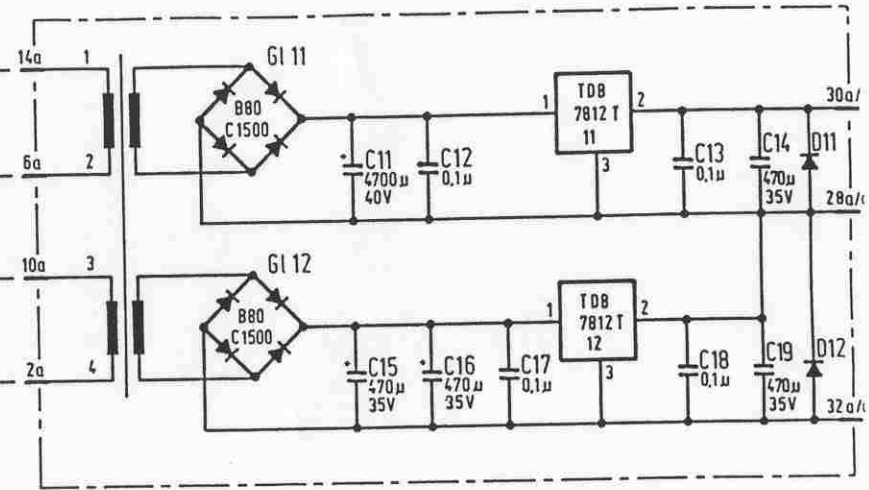 14a
1
Gl 11
B80
C1500
TDB
7812 T
11
1
2
3
30a/
C11
4700µ
40V
C12
0,1µ
C13
0,1µ
C14
470µ
35V
D11
6a
2
28a/
10a
3
Gl 12
B80
C1500
TDB
7812 T
12
1
2
3
C15
470µ
35V
C16
470µ
35V
C17
0,1µ
C18
0,1µ
C19
470µ
35V
D12
2a
4
32a/